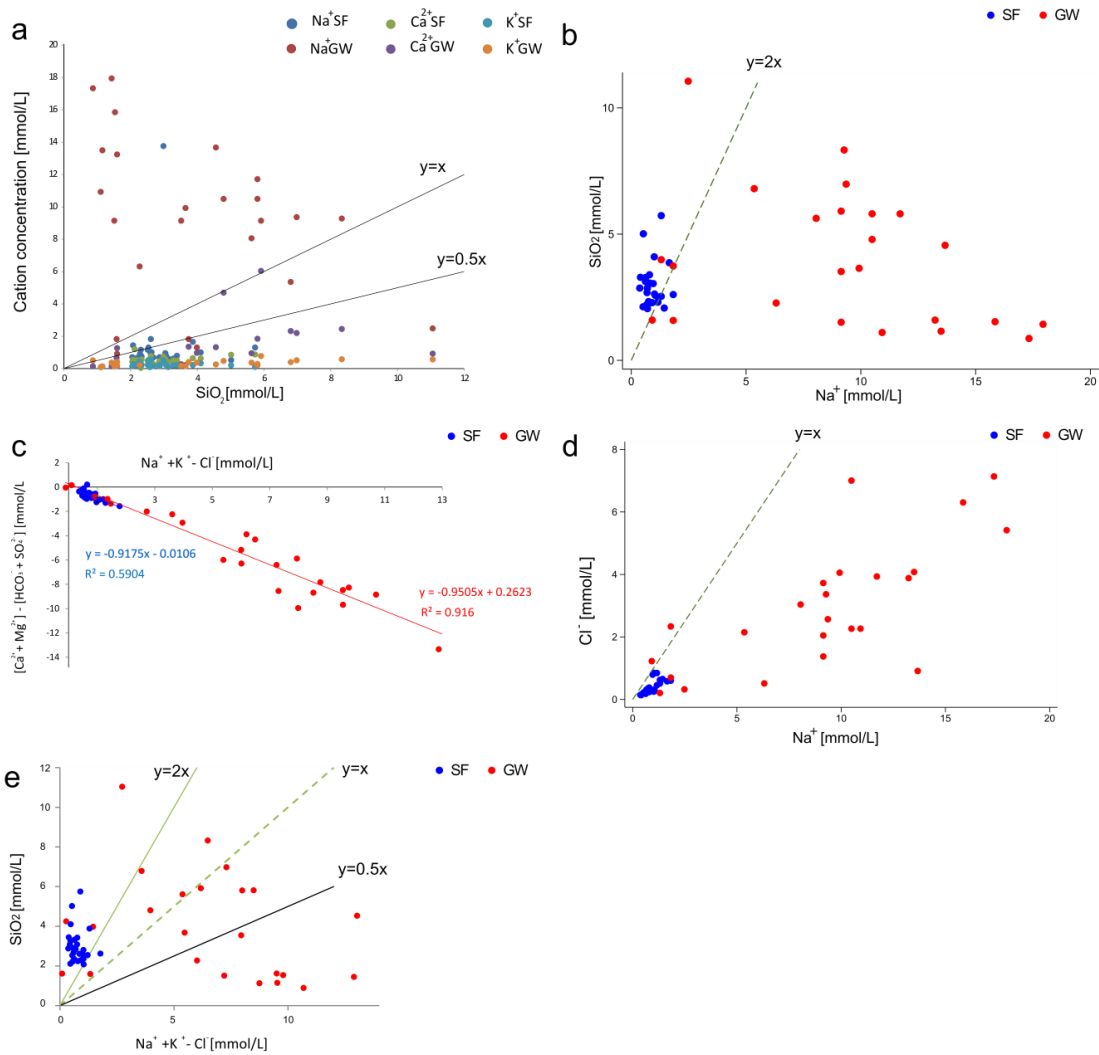 a
Na⁺SF Ca²⁺SF K⁺SF
Na⁺GW Ca²⁺GW K⁺GW
Cation concentration [mmol/L]
20
18
16
14
12
10
8
6
4
2
0
y=x
y=0.5x
0 2 4 6 8 10 12
SiO₂[mmol/L]
b
SF GW
y=2x
SiO2 [mmol/L]
10
5
0
0 5 10 15 20
Na⁺ [mmol/L]
c
SF GW
Na⁺ +K⁺- Cl⁻[mmol/L]
[Ca²⁺+ Mg²⁺] - [HCO₃⁻ + SO₄²⁻] [mmol/L
2
0
-2
-4
-6
-8
-10
-12
-14
3 5 7 9 11 13
y = -0.9175x - 0.0106
R² = 0.5904
y = -0.9505x + 0.2623
R² = 0.916
d
SF GW
y=x
Cl⁻ [mmol/L]
8
6
4
2
0
0 5 10 15 20
Na⁺ [mmol/L]
e
SF GW
y=2x
y=x
y=0.5x
SiO2 [mmol/L]
12
10
8
6
4
2
0
0 5 10
Na⁺ +K⁺- Cl⁻[mmol/L]